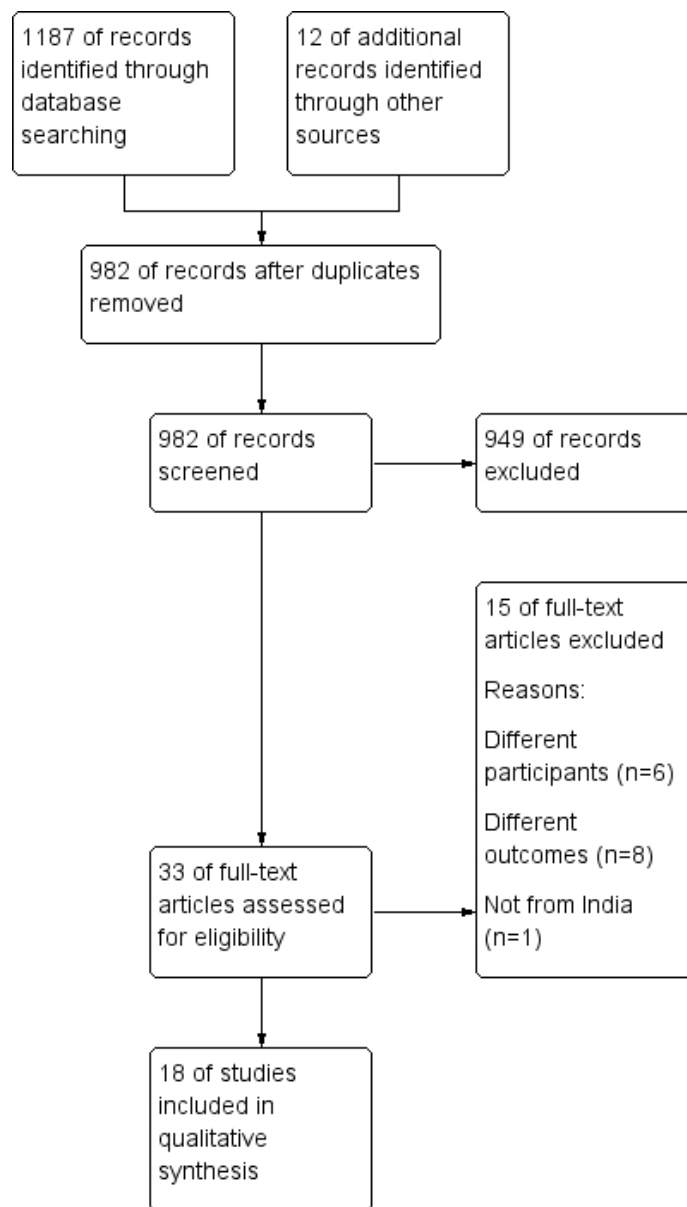 1187 of records
identified through
database
searching
12 of additional
records identified
through other
sources
982 of records after duplicates
removed
982 of records
screened
949 of records
excluded
15 of full-text
articles excluded
Reasons:
Different
participants (n=6)
Different
outcomes (n=8)
Not from India
(n=1)
33 of full-text
articles assessed
for eligibility
18 of studies
included in
qualitative
synthesis